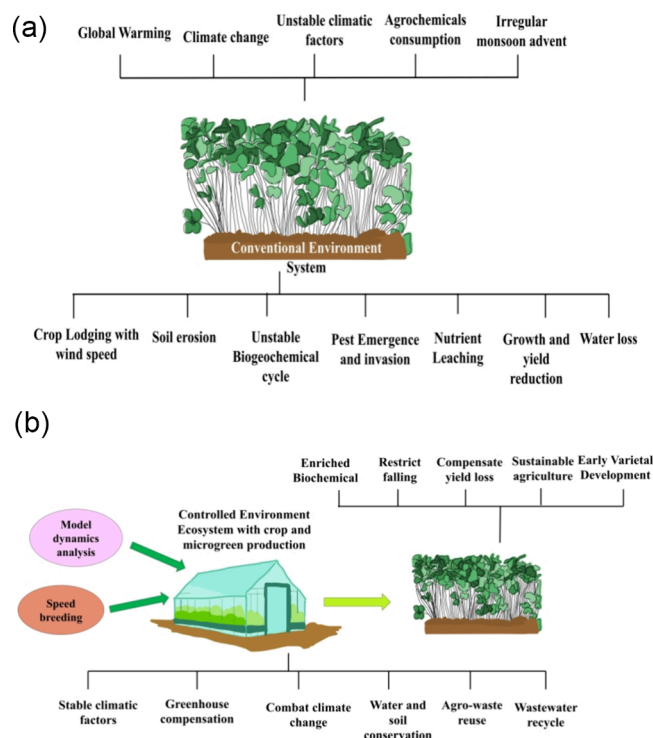 (a)
Global Warming
Climate change
Unstable climatic
factors
Agrochemicals
consumption
Irregular
monsoon advent
Conventional Environment
System
Crop Lodging with
wind speed
Soil erosion
Unstable
Biogeochemical
cycle
Pest Emergence
and invasion
Nutrient
Leaching
Growth and
yield
reduction
Water loss
(b)
Enriched
Biochemical
Restrict
falling
Compensate
yield loss
Sustainable
agriculture
Early Varietal
Development
Model
dynamics
analysis
Controlled Environment
Ecosystem with crop and
microgreen production
Speed
breeding
Stable climatic
factors
Greenhouse
compensation
Combat climate
change
Water and
soil
conservation
Agro-waste
reuse
Wastewater
recycle